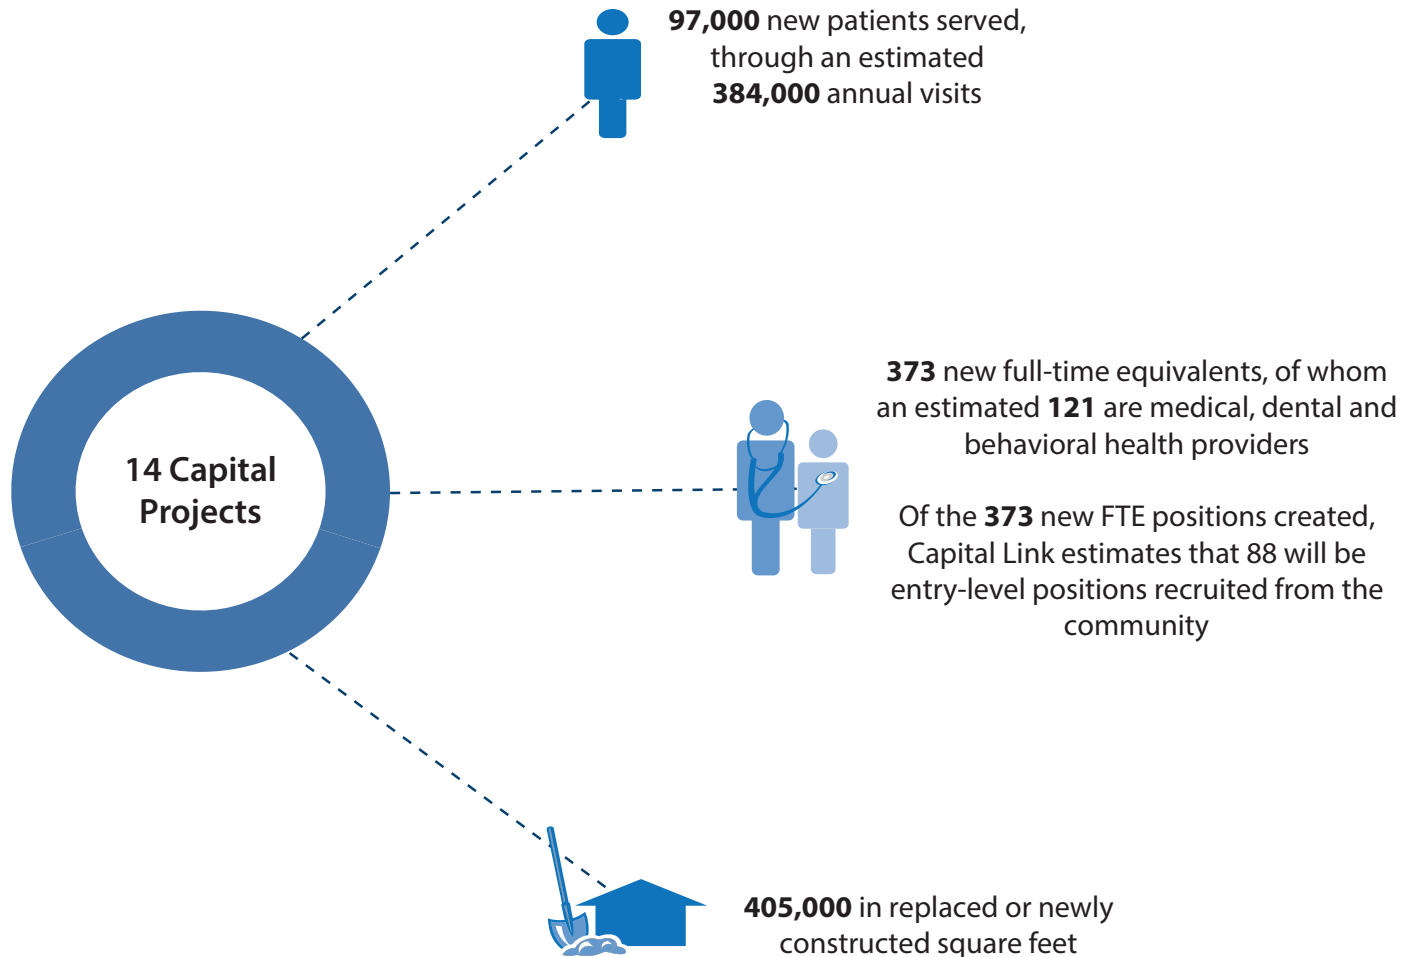 97,000 new patients served,
through an estimated
384,000 annual visits
14 Capital
Projects
373 new full-time equivalents, of whom
an estimated 121 are medical, dental and
behavioral health providers
Of the 373 new FTE positions created,
Capital Link estimates that 88 will be
entry-level positions recruited from the
community
405,000 in replaced or newly
constructed square feet